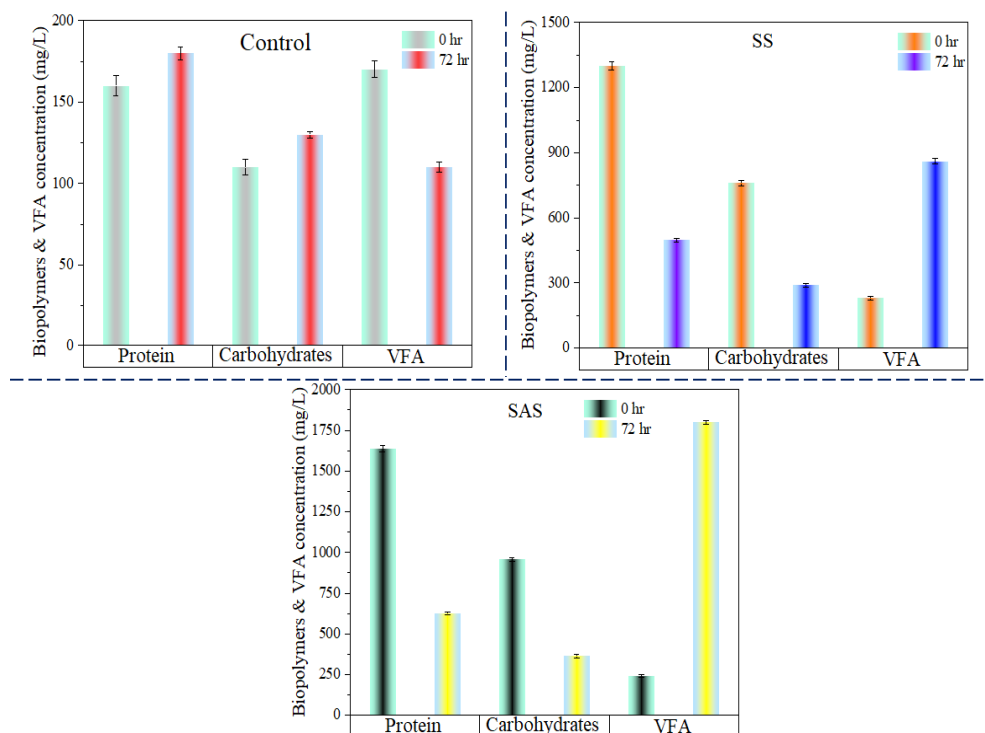 Control
0 hr
72 hr
Biopolymers & VFA concentration (mg/L)
200
150
100
50
0
Protein
Carbohydrates
VFA
SS
0 hr
72 hr
Biopolymers & VFA concentration (mg/L)
1500
1200
900
600
300
0
Protein
Carbohydrates
VFA
SAS
0 hr
72 hr
Biopolymers & VFA concentration (mg/L)
2000
1750
1500
1250
1000
750
500
250
0
Protein
Carbohydrates
VFA